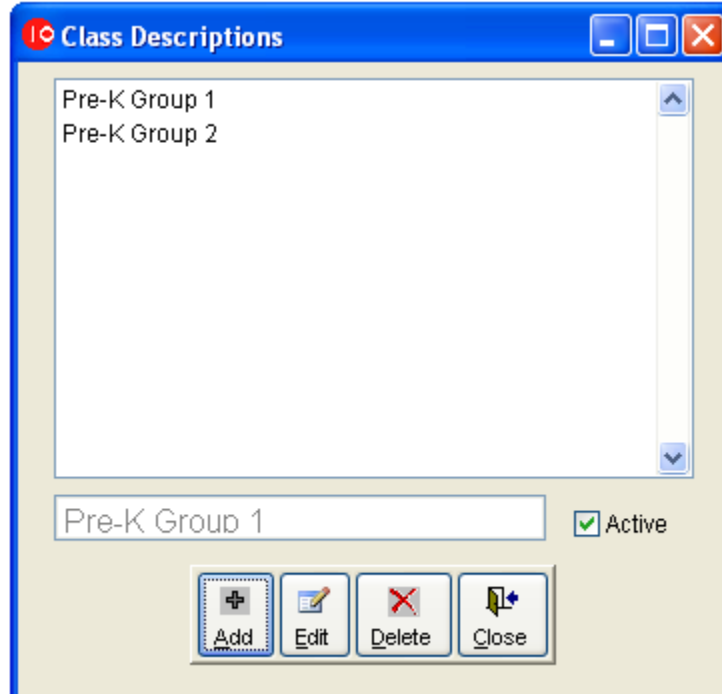 Class Descriptions
Pre-K Group 1
Pre-K Group 2
Pre-K Group 1
Active
Add Edit Delete Close